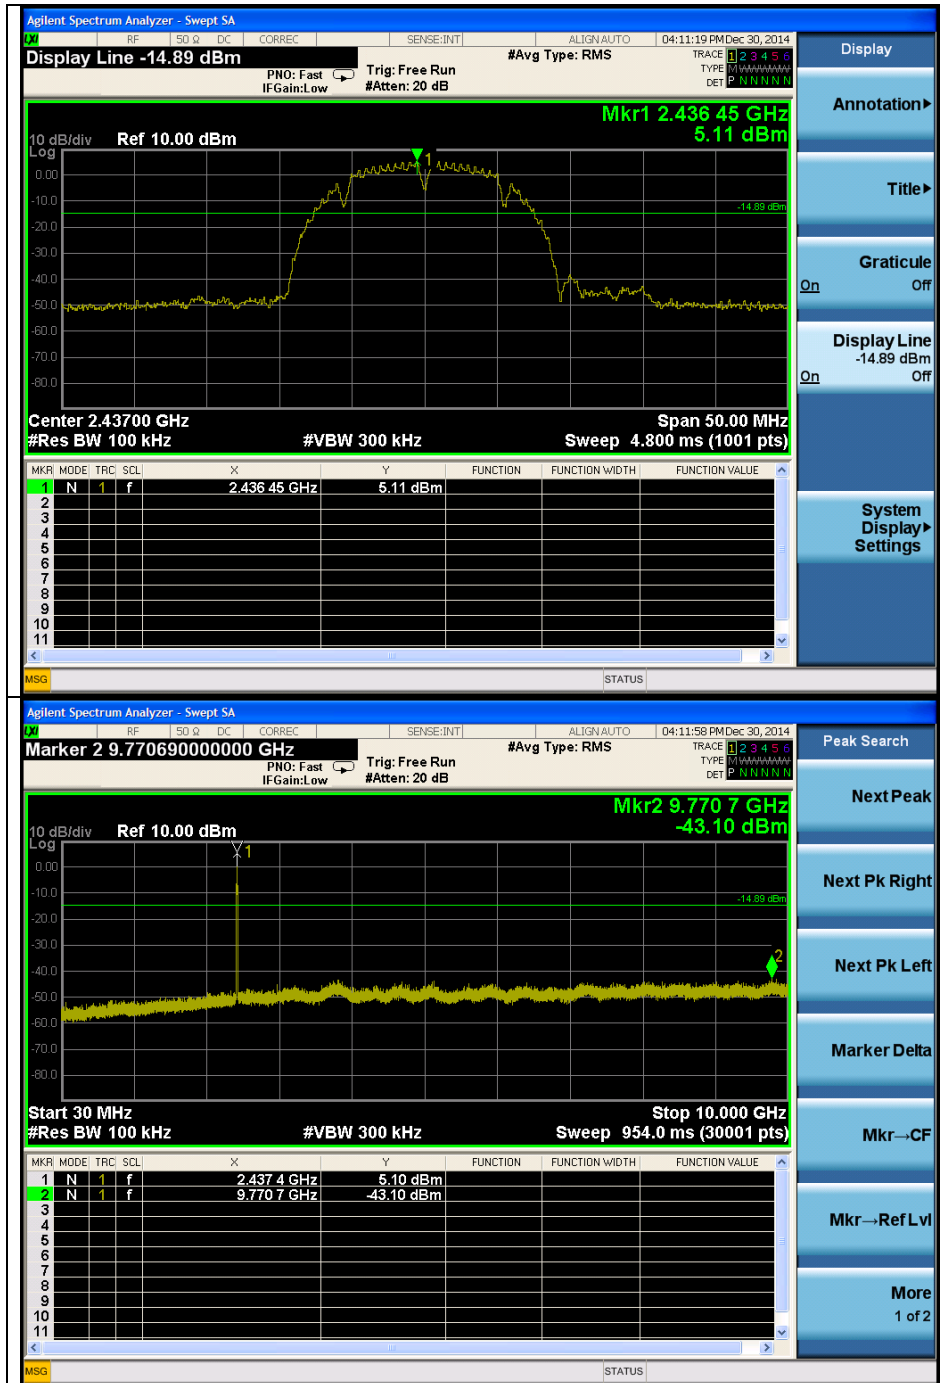 Agilent Spectrum Analyzer - Swept SA
LXI RF 50 Ω DC CORREC SENSE:INT ALIGN AUTO 04:11:19 PM Dec 30, 2014
Display Line -14.89 dBm
#Avg Type: RMS
TRACE 1 2 3 4 5 6
TYPE M W W W W W
DET P N N N N N
PNO: Fast
IFGain:Low
Trig: Free Run
#Atten: 20 dB
Mkr1 2.436 45 GHz
5.11 dBm
10 dB/div Ref 10.00 dBm
Log
1
0.00
-10.0
-14.89 dBm
-20.0
-30.0
-40.0
-50.0
-60.0
-70.0
-80.0
Center 2.43700 GHz Span 50.00 MHz
#Res BW 100 kHz #VBW 300 kHz Sweep 4.800 ms (1001 pts)
MKR MODE TRC SCL X Y FUNCTION FUNCTION WIDTH FUNCTION VALUE
1 N 1 f 2.436 45 GHz 5.11 dBm
2
3
4
5
6
7
8
9
10
11
MSG STATUS
Display
Annotation
Title
Graticule
On Off
Display Line
-14.89 dBm
On Off
System
Display
Settings
Agilent Spectrum Analyzer - Swept SA
LXI RF 50 Ω DC CORREC SENSE:INT ALIGN AUTO 04:11:58 PM Dec 30, 2014
Marker 2 9.770690000000 GHz
#Avg Type: RMS
TRACE 1 2 3 4 5 6
TYPE M W W W W W
DET P N N N N N
PNO: Fast
IFGain:Low
Trig: Free Run
#Atten: 20 dB
Mkr2 9.770 7 GHz
-43.10 dBm
10 dB/div Ref 10.00 dBm
Log
1
0.00
-10.0
-14.89 dBm
-20.0
-30.0
2
-40.0
-50.0
-60.0
-70.0
-80.0
Start 30 MHz Stop 10.000 GHz
#Res BW 100 kHz #VBW 300 kHz Sweep 954.0 ms (30001 pts)
MKR MODE TRC SCL X Y FUNCTION FUNCTION WIDTH FUNCTION VALUE
1 N 1 f 2.437 4 GHz 5.10 dBm
2 N 1 f 9.770 7 GHz -43.10 dBm
3
4
5
6
7
8
9
10
11
MSG STATUS
Peak Search
Next Peak
Next Pk Right
Next Pk Left
Marker Delta
Mkr→CF
Mkr→Ref Lvl
More
1 of 2